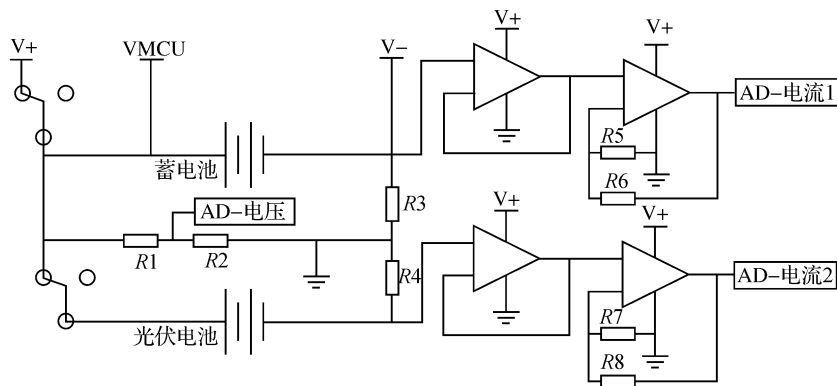 V+
VMCU
V−
V+
V+
AD−电流1
蓄电池
R5
R6
R3
AD−电压
R1
R2
R4
V+
V+
AD−电流2
光伏电池
R7
R8